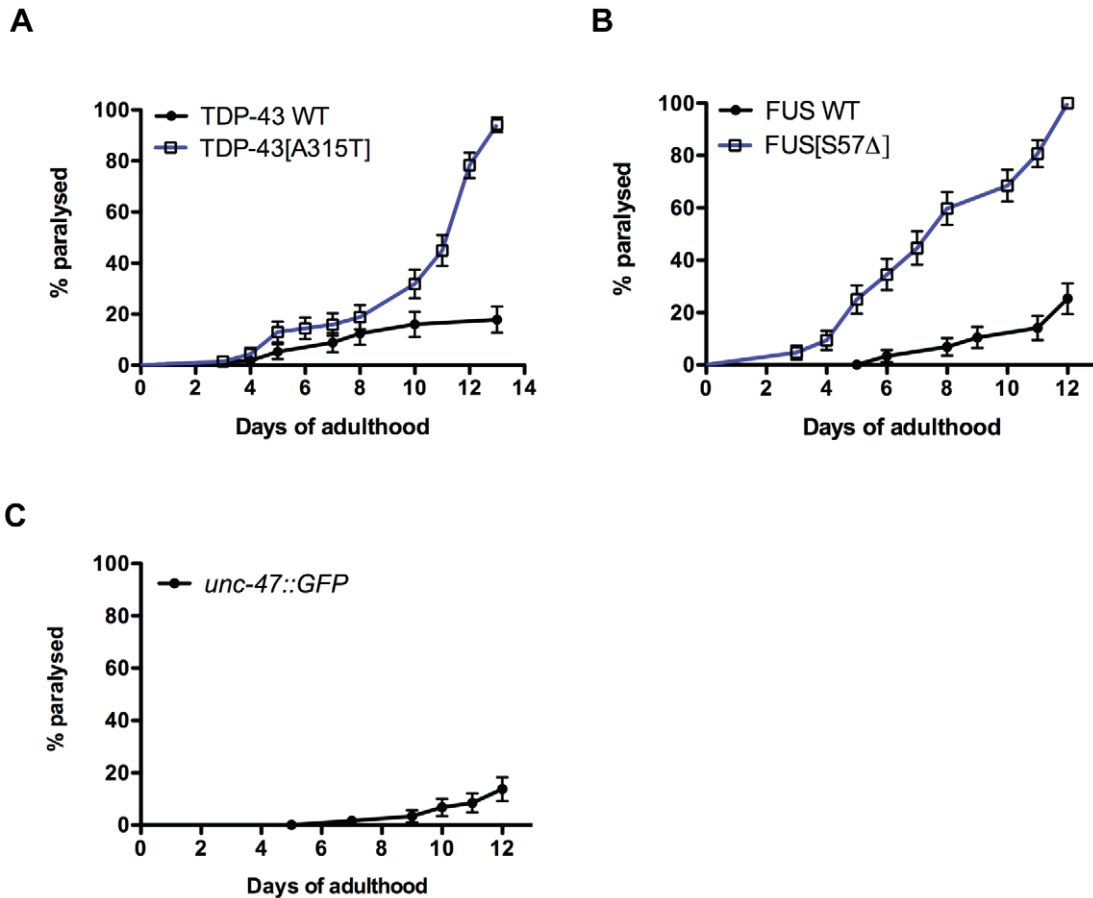 A
TDP-43 WT
TDP-43[A315T]
% paralysed
100
80
60
40
20
0
0 2 4 6 8 10 12 14
Days of adulthood
B
FUS WT
FUS[S57Δ]
% paralysed
100
80
60
40
20
0
0 2 4 6 8 10 12
Days of adulthood
C
unc-47::GFP
% paralysed
100
80
60
40
20
0
0 2 4 6 8 10 12
Days of adulthood